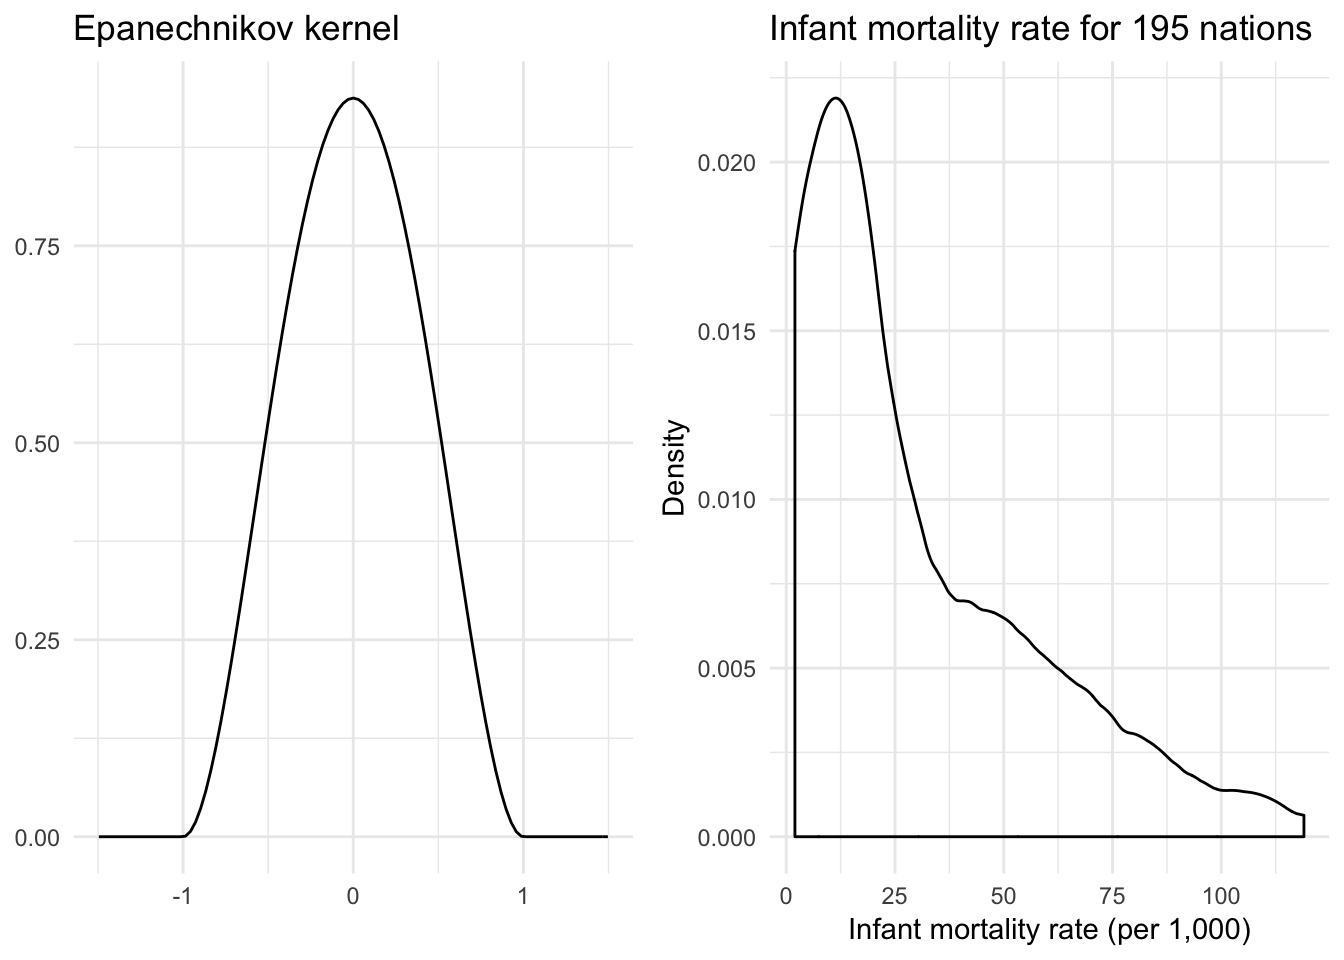 Epanechnikov kernel
0.75
0.50
0.25
0.00
-1 0 1
Infant mortality rate for 195 nations
Density
0.020
0.015
0.010
0.005
0.000
0 25 50 75 100
Infant mortality rate (per 1,000)